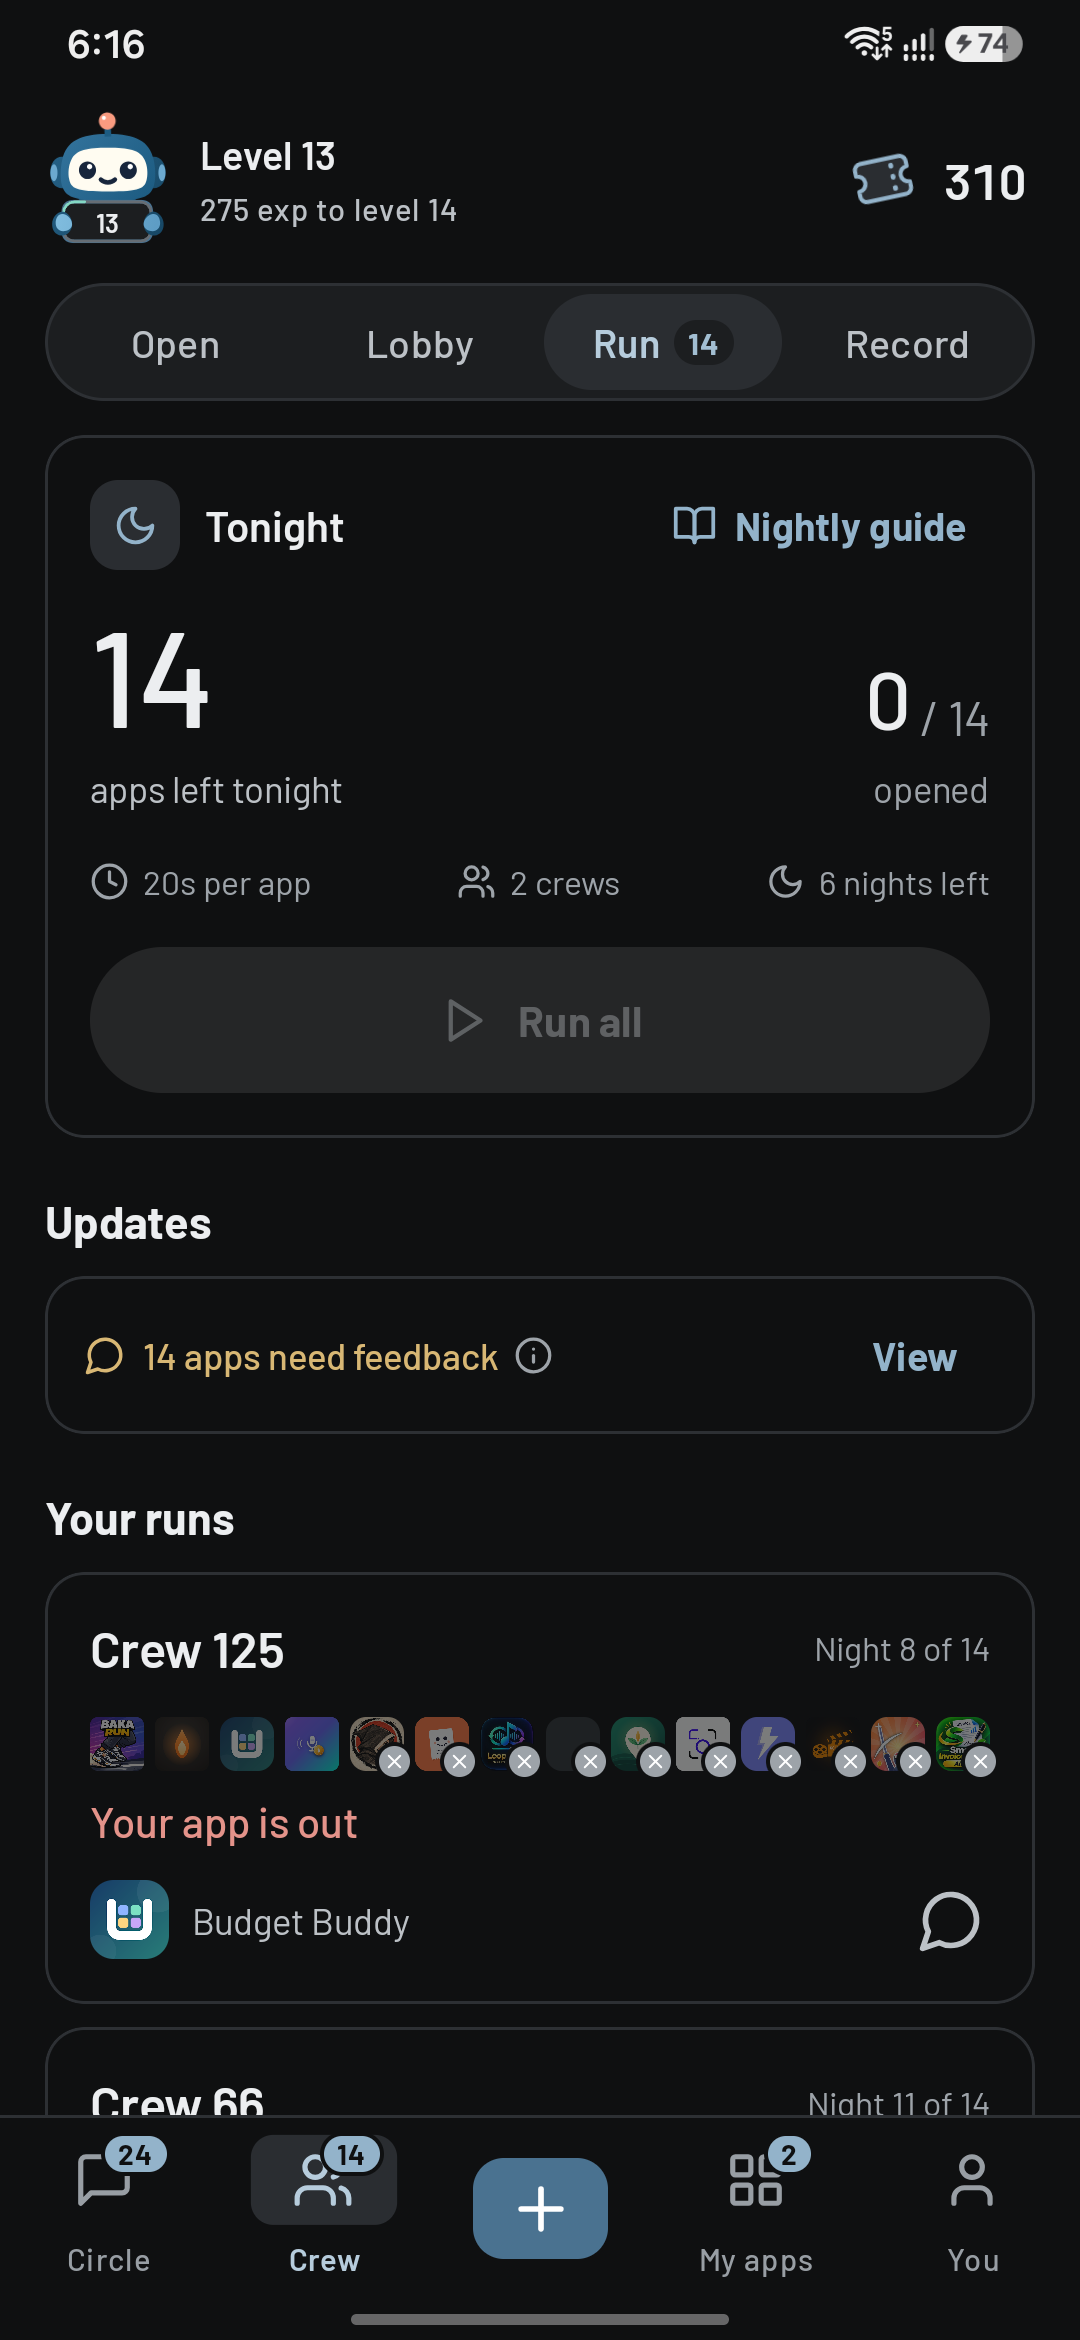 6:16
5
74
Level 13
275 exp to level 14
13
310
Open
Lobby
Run 14
Record
Tonight
Nightly guide
14
0 / 14
apps left tonight
opened
20s per app
2 crews
6 nights left
Run all
Updates
14 apps need feedback
View
Your runs
Crew 125
Night 8 of 14
BAKA
RUN
Your app is out
Budget Buddy
Crew 66
Night 11 of 14
24
14
2
Circle
Crew
My apps
You